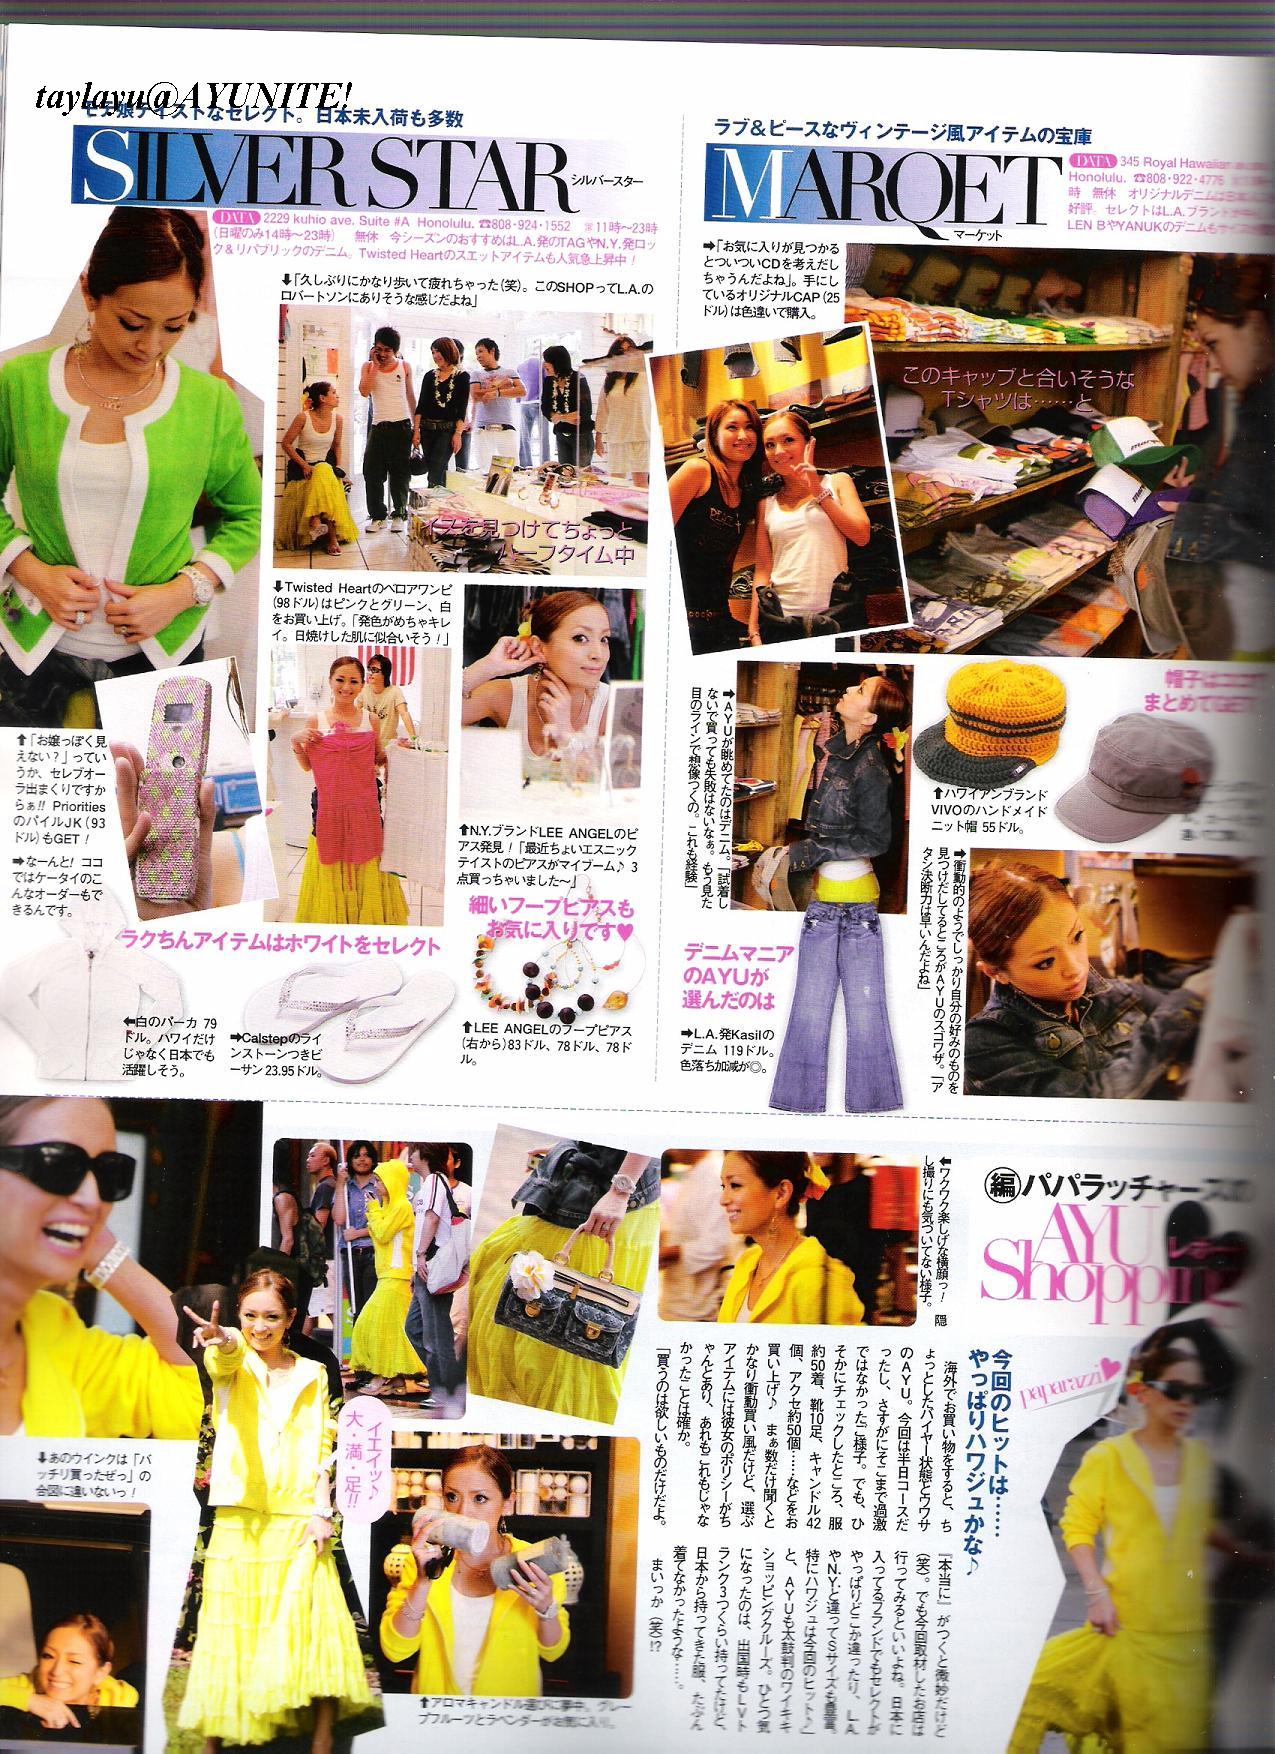 taylayu@AYUNITE!
モテ娘テイストなセレクト。日本未入荷も多数
SILVER STAR シルバースター
DATA 2229 kuhio ave. Suite #A Honolulu. ☎808・924・1552 ㊡11時〜23時
(日曜のみ14時〜23時) 無休 今シーズンのおすすめはL.A.発のTAGやN.Y.発ロッ
ク&リパブリックのデニム。Twisted Heartのスエットアイテムも人気急上昇中!
⬇「久しぶりにかなり歩いて疲れちゃった(笑)。このSHOPってL.A.の
ロバートソンにありそうな感じだよね」
イスを見つけてちょっと
ハーフタイム中
⬇Twisted Heartのベロアワンピ
(98ドル)はピンクとグリーン、白
をお買い上げ。「発色がめちゃキレ
イ。日焼けした肌に似合いそう!」
⬆「お嬢っぽく見
えない?」ってい
うか、セレブオー
ラ出まくりですか
らぁ!! Priorities
のパイルJK(93
ドル)もGET!
➡なーんと! ココ
ではケータイのこ
んなオーダーもで
きるんです。
⬆N.Y.ブランドLEE ANGELのピ
アス発見!「最近ちょいエスニック
テイストのピアスがマイブーム♪ 3
点買っちゃいました〜」
細いフープピアスも
お気に入りです♥
ラクちんアイテムはホワイトをセレクト
⬅白のパーカ 79
ドル。ハワイだけ
じゃなく日本でも
活躍しそう。
➡Calstepのライ
ンストーンつきビ
ーサン 23.95ドル。
⬆LEE ANGELのフープピアス
(右から)83ドル、78ドル、78ド
ル。
ラブ&ピースなヴィンテージ風アイテムの宝庫
MARQET マーケット
DATA 345 Royal Hawaiian
Honolulu. ☎808・922・4776
時 無休 オリジナルデニムは
好評。セレクトはL.A.ブランド
LEN BやYANUKのデニムも
➡「お気に入りが見つかる
とついついCDを考えだし
ちゃうんだよね」。手に
しているオリジナルCAP(25
ドル)は色違いで購入。
このキャップと合いそうな
Tシャツは……と
帽子はココで
まとめてGET
➡AYUが眺めてたのはデニム。「試着し
ないで買っても失敗はないなぁ。もう見た
目のラインで想像つくの。これも経験」
⬆ハワイアンブランド
VIVOのハンドメイド
ニット帽 55ドル。
➡衝動的のようでしっかり自分の好みのものを
見つけだしてるところがAYUのスゴワザ。「ア
タシ決断力は早いんだよね」
デニムマニア
のAYUが
選んだのは
➡L.A.発Kasilの
デニム 119ドル。
色落ち加減が◎。
⬅ワクワク楽しげな横顔っ! 隠
し撮りにも気づいてない様子。
㊢パパラッチャーズの
AYU
Shopping
paparazzi♥
今回のヒットは……
やっぱりハワジュかな♪
海外でお買い物をすると、ち
ょっとしたバイヤー状態とウワサ
のAYU。今回は半日コースだ
ったし、さすがにそこまで過激
ではなかったご様子。でも、ひ
そかにチェックしたところ、服
約50着、靴10足、キャンドル42
個、アクセ約50個……などをお
買い上げ♪ まぁ数だけ聞くと
かなり衝動買い風だけど、選ぶ
アイテムには彼女のポリシーがち
ゃんとあり、あれもこれもじゃな
かったことは確か。
「買うのは欲しいものだけだよ。
『本当に』がつくと微妙だけど
(笑)。でも今回取材したお店は
行ってみるといいよね。日本に
入ってるブランドでもセレクトが
やっぱりどこか違ったり、L.A.
やN.Y.と違ってSサイズも豊富。
特にハワジュは今回のヒット♪」
と、AYUも太鼓判のワイキキ
ショッピングクルーズ。ひとつ気
になったのは、出国時もLVト
ランク3つくらい持ってたけど、
日本から持ってきた服、たぶん
着てなかったような……。
まいっか(笑)!?
⬇あのウインクは「バ
ッチリ買ったぜっ」の
合図に違いないっ!
イエイッ♪
大・満・足!!
⬆アロマキャンドル選びに夢中。グレー
プフルーツとラベンダーがお気に入り。